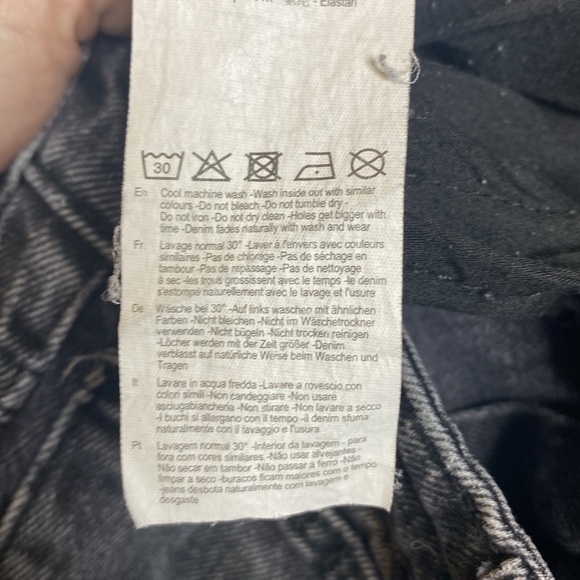 - Elastan
30
En Cool machine wash -Wash inside out with similar
colours -Do not bleach -Do not tumble dry -
Do not iron -Do not dry clean -Holes get bigger with
time -Denim fades naturally with wash and wear
Fr Lavage normal 30° -Laver à l'envers avec couleurs
similaires -Pas de chlorage -Pas de séchage en
tambour -Pas de repassage -Pas de nettoyage
à sec -les trous grossissent avec le temps -le denim
s'estompe naturellement avec le lavage et l'usure
De Wäsche bei 30° -Auf links waschen mit ähnlichen
Farben -Nicht bleichen -Nicht im Wäschetrockner
verwenden -Nicht bügeln -Nicht trocken reinigen
-Löcher werden mit der Zeit größer -Denim
verblasst auf natürliche Weise beim Waschen und
Tragen
It Lavare in acqua fredda -Lavare a rovescio con
colori simili -Non candeggiare -Non usare
asciugabiancheria -Non stirare -Non lavare a secco
-I buchi si allargano con il tempo -Il denim sfuma
naturalmente con il lavaggio e l'usura
Pt Lavagem normal 30° -Interior da lavagem - para
fora com cores similares -Não usar alvejantes -
Não secar em tambor -Não passar a ferro -Não
limpar a seco -buracos ficam maiores com o tempo
-jeans desbota naturalmente com lavagem e
desgaste